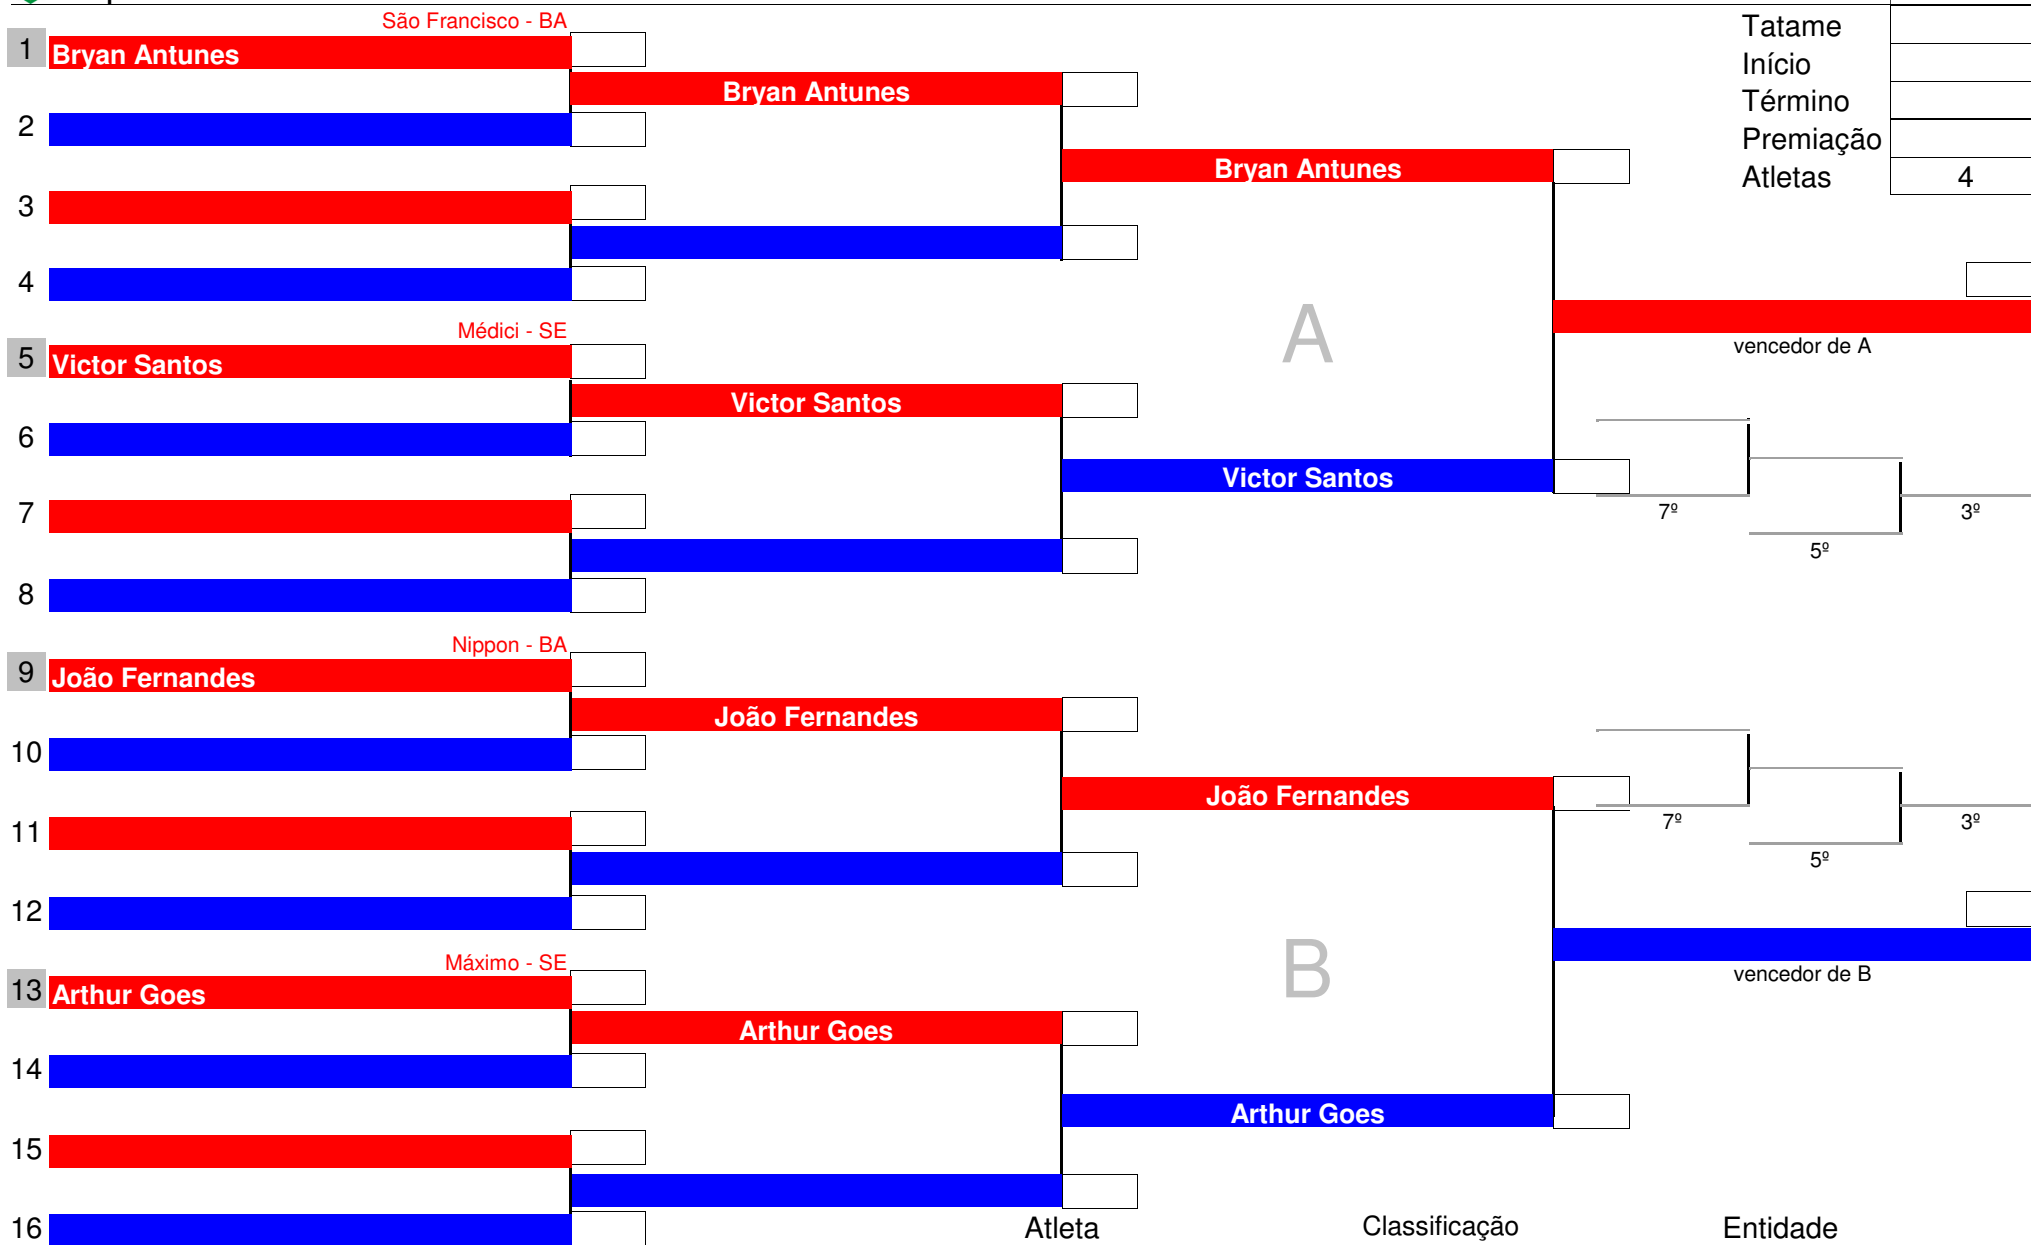 São Francisco - BA
Tatame
1 Bryan Antunes
Início
Bryan Antunes
Término
2
Premiação
Bryan Antunes
Atletas 4
3
4
Médici - SE
vencedor de A
5 Victor Santos
A
Victor Santos
6
Victor Santos
7
7º
3º
5º
8
Nippon - BA
9 João Fernandes
João Fernandes
10
João Fernandes
11
7º
3º
5º
12
Máximo - SE
B
vencedor de B
13 Arthur Goes
Arthur Goes
14
Arthur Goes
15
16
Atleta Classificação Entidade